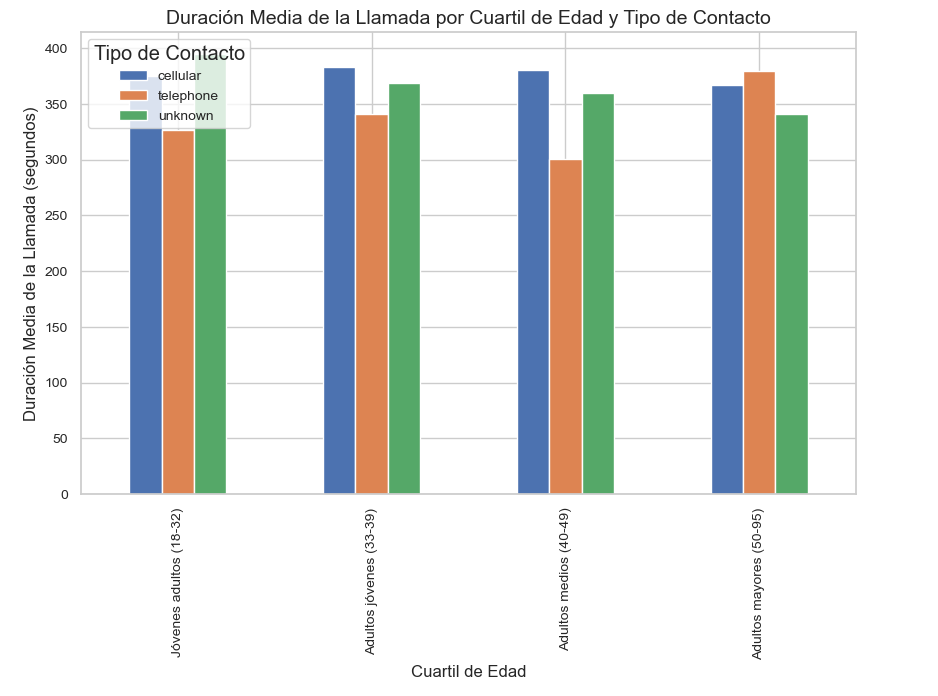 Duración Media de la Llamada por Cuartil de Edad y Tipo de Contacto
Tipo de Contacto
cellular
telephone
unknown
Duración Media de la Llamada (segundos)
400
350
300
250
200
150
100
50
0
Jóvenes adultos (18-32)
Adultos jóvenes (33-39)
Adultos medios (40-49)
Adultos mayores (50-95)
Cuartil de Edad